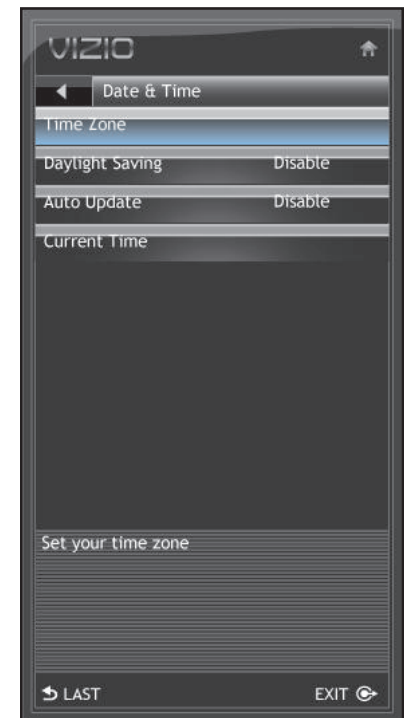 VIZIO
Date & Time
Time Zone
Daylight Saving Disable
Auto Update Disable
Current Time
Set your time zone
LAST EXIT